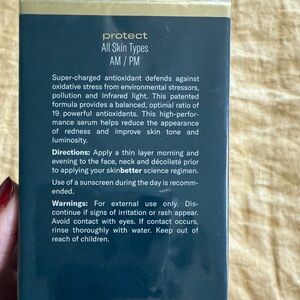 protect
All Skin Types
AM / PM
Super-charged antioxidant defends against
oxidative stress from environmental stressors,
pollution and infrared light. This patented
formula provides a balanced, optimal ratio of
19 powerful antioxidants. This high-perfor-
mance serum helps reduce the appearance
of redness and improve skin tone and
luminosity.
Directions: Apply a thin layer morning and
evening to the face, neck and décolleté prior
to applying your skinbetter science regimen.
Use of a sunscreen during the day is recomm-
ended.
Warnings: For external use only. Dis-
continue if signs of irritation or rash appear.
Avoid contact with eyes. If contact occurs,
rinse thoroughly with water. Keep out of
reach of children.